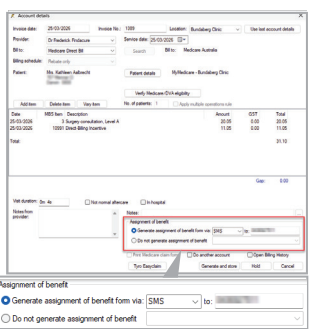 Account details
Invoice date: 25/03/2026 Invoice No.: 1099 Location: Bundaberg Clinic Use last account details
Provider: Dr Frederick Findacure Service date: 25/03/2026
Bill to: Medicare Direct Bill Search Bill to: Medicare Australia
Billing schedule: Rebate only
Patient: Mrs. Kathleen Aalbrecht Patient details MyMedicare - Bundaberg Clinic
Verify Medicare/DVA eligibility
Add item Delete item Vary item No. of patients: 1 Apply multiple operations rule
Date MBS Item Description Amount GST Total
25/03/2026 3 Surgery consultation, Level A 20.05 0.00 20.05
25/03/2026 10991 Direct Billing Incentive 11.05 0.00 11.05
Total: 31.10
Gap: 0.00
Visit duration: 0m 4s Not normal aftercare In hospital
Notes from provider: Notes:
Assignment of benefit
Generate assignment of benefit form via: SMS to:
Do not generate assignment of benefit
Print Medicare claim form Do another account Open Billing History
Tyro Easyclaim Generate and store Hold Cancel
Assignment of benefit
Generate assignment of benefit form via: SMS to:
Do not generate assignment of benefit